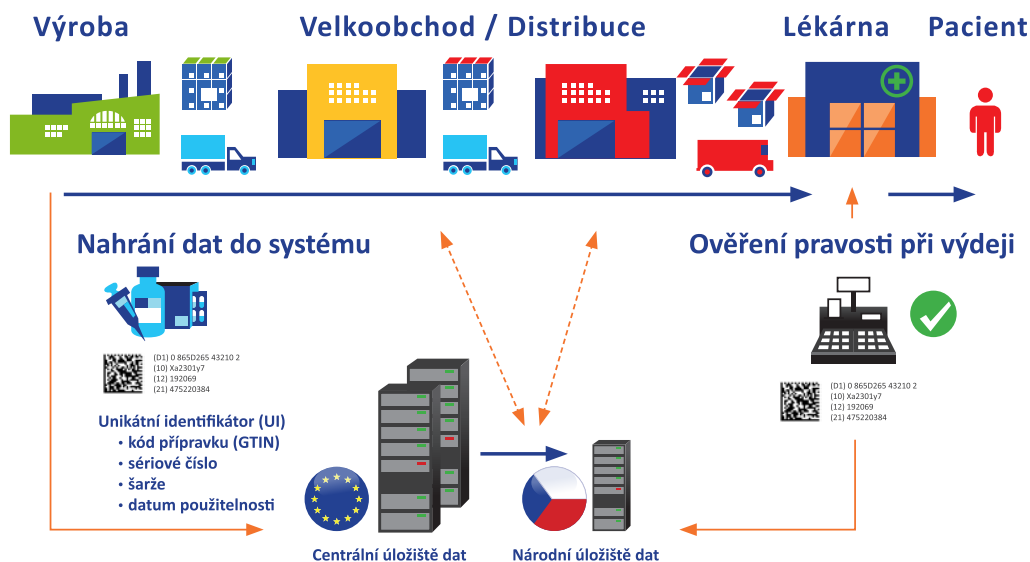 Výroba
Velkoobchod / Distribuce
Lékárna
Pacient
Nahrání dat do systému
Ověření pravosti při výdeji
(D1) 0 865D265 43210 2
(10) Xa2301y7
(12) 192069
(21) 475220384
(D1) 0 865D265 43210 2
(10) Xa2301y7
(12) 192069
(21) 475220384
Unikátní identifikátor (UI)
• kód přípravku (GTIN)
• sériové číslo
• šarže
• datum použitelnosti
Centrální úložiště dat
Národní úložiště dat